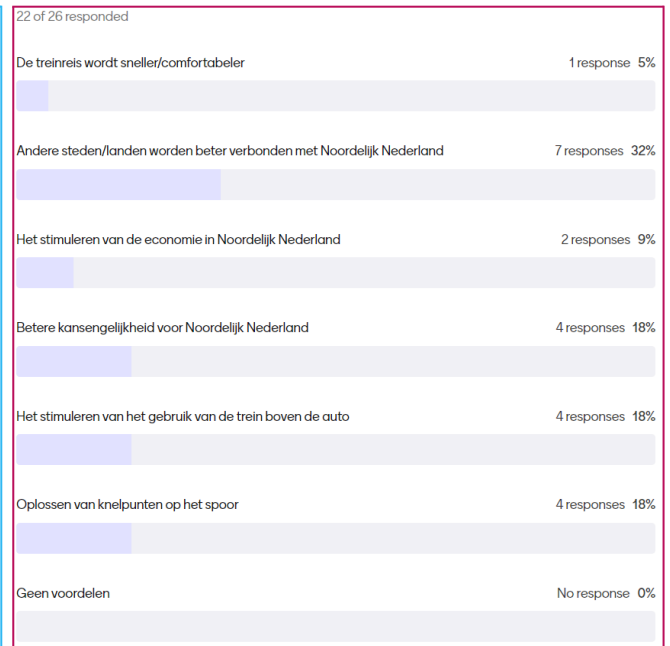 22 of 26 responded
De treinreis wordt sneller/comfortabeler 1 response 5%
Andere steden/landen worden beter verbonden met Noordelijk Nederland 7 responses 32%
Het stimuleren van de economie in Noordelijk Nederland 2 responses 9%
Betere kansengelijkheid voor Noordelijk Nederland 4 responses 18%
Het stimuleren van het gebruik van de trein boven de auto 4 responses 18%
Oplossen van knelpunten op het spoor 4 responses 18%
Geen voordelen No response 0%